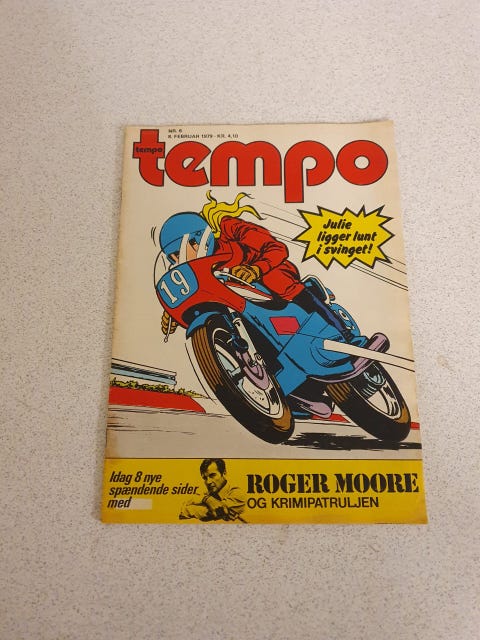 NR. 6
8. FEBRUAR 1979 - KR. 4,10
tempo
tempo
Julie
ligger lunt
i svinget!
19
9
Idag 8 nye
spændende sider
med
ROGER MOORE
OG KRIMIPATRULJEN